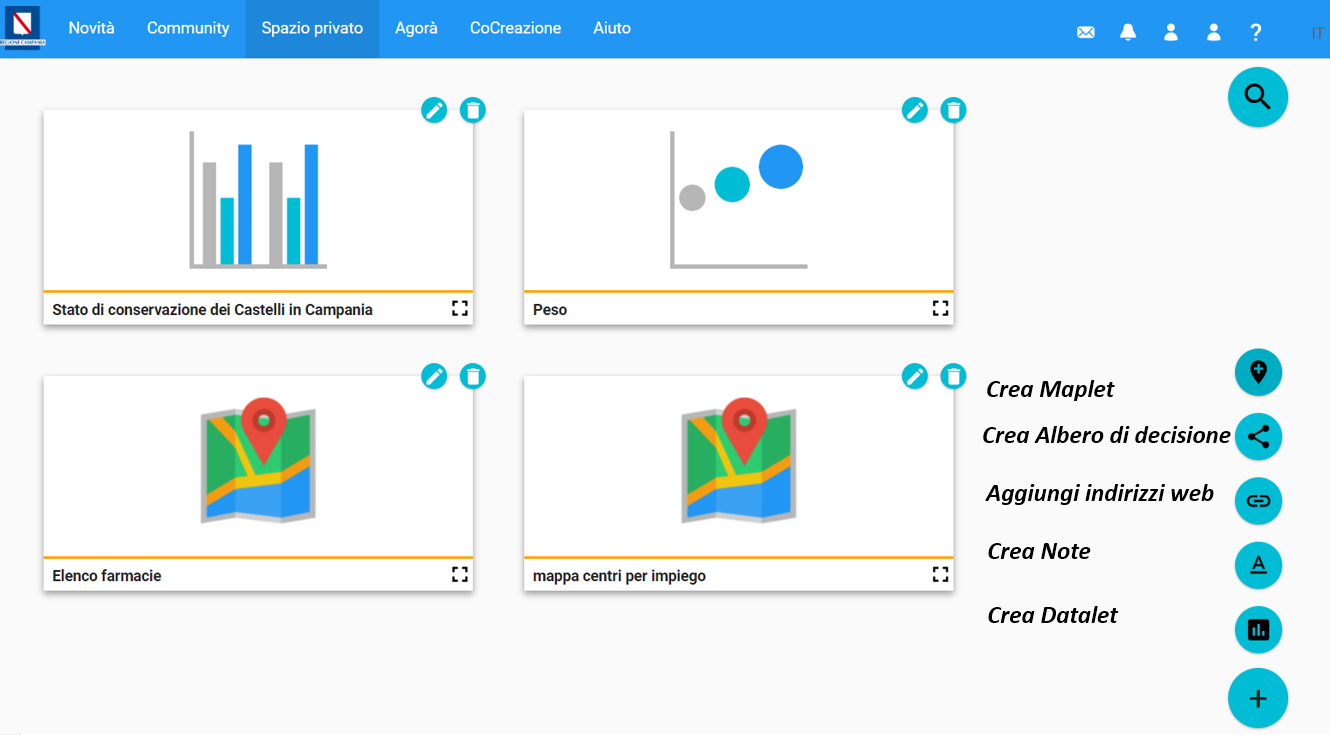 REGIONE CAMPANIA
Novità
Community
Spazio privato
Agorà
CoCreazione
Aiuto
?
IT
Stato di conservazione dei Castelli in Campania
Peso
Elenco farmacie
mappa centri per impiego
Crea Maplet
Crea Albero di decisione
Aggiungi indirizzi web
Crea Note
A
Crea Datalet
+